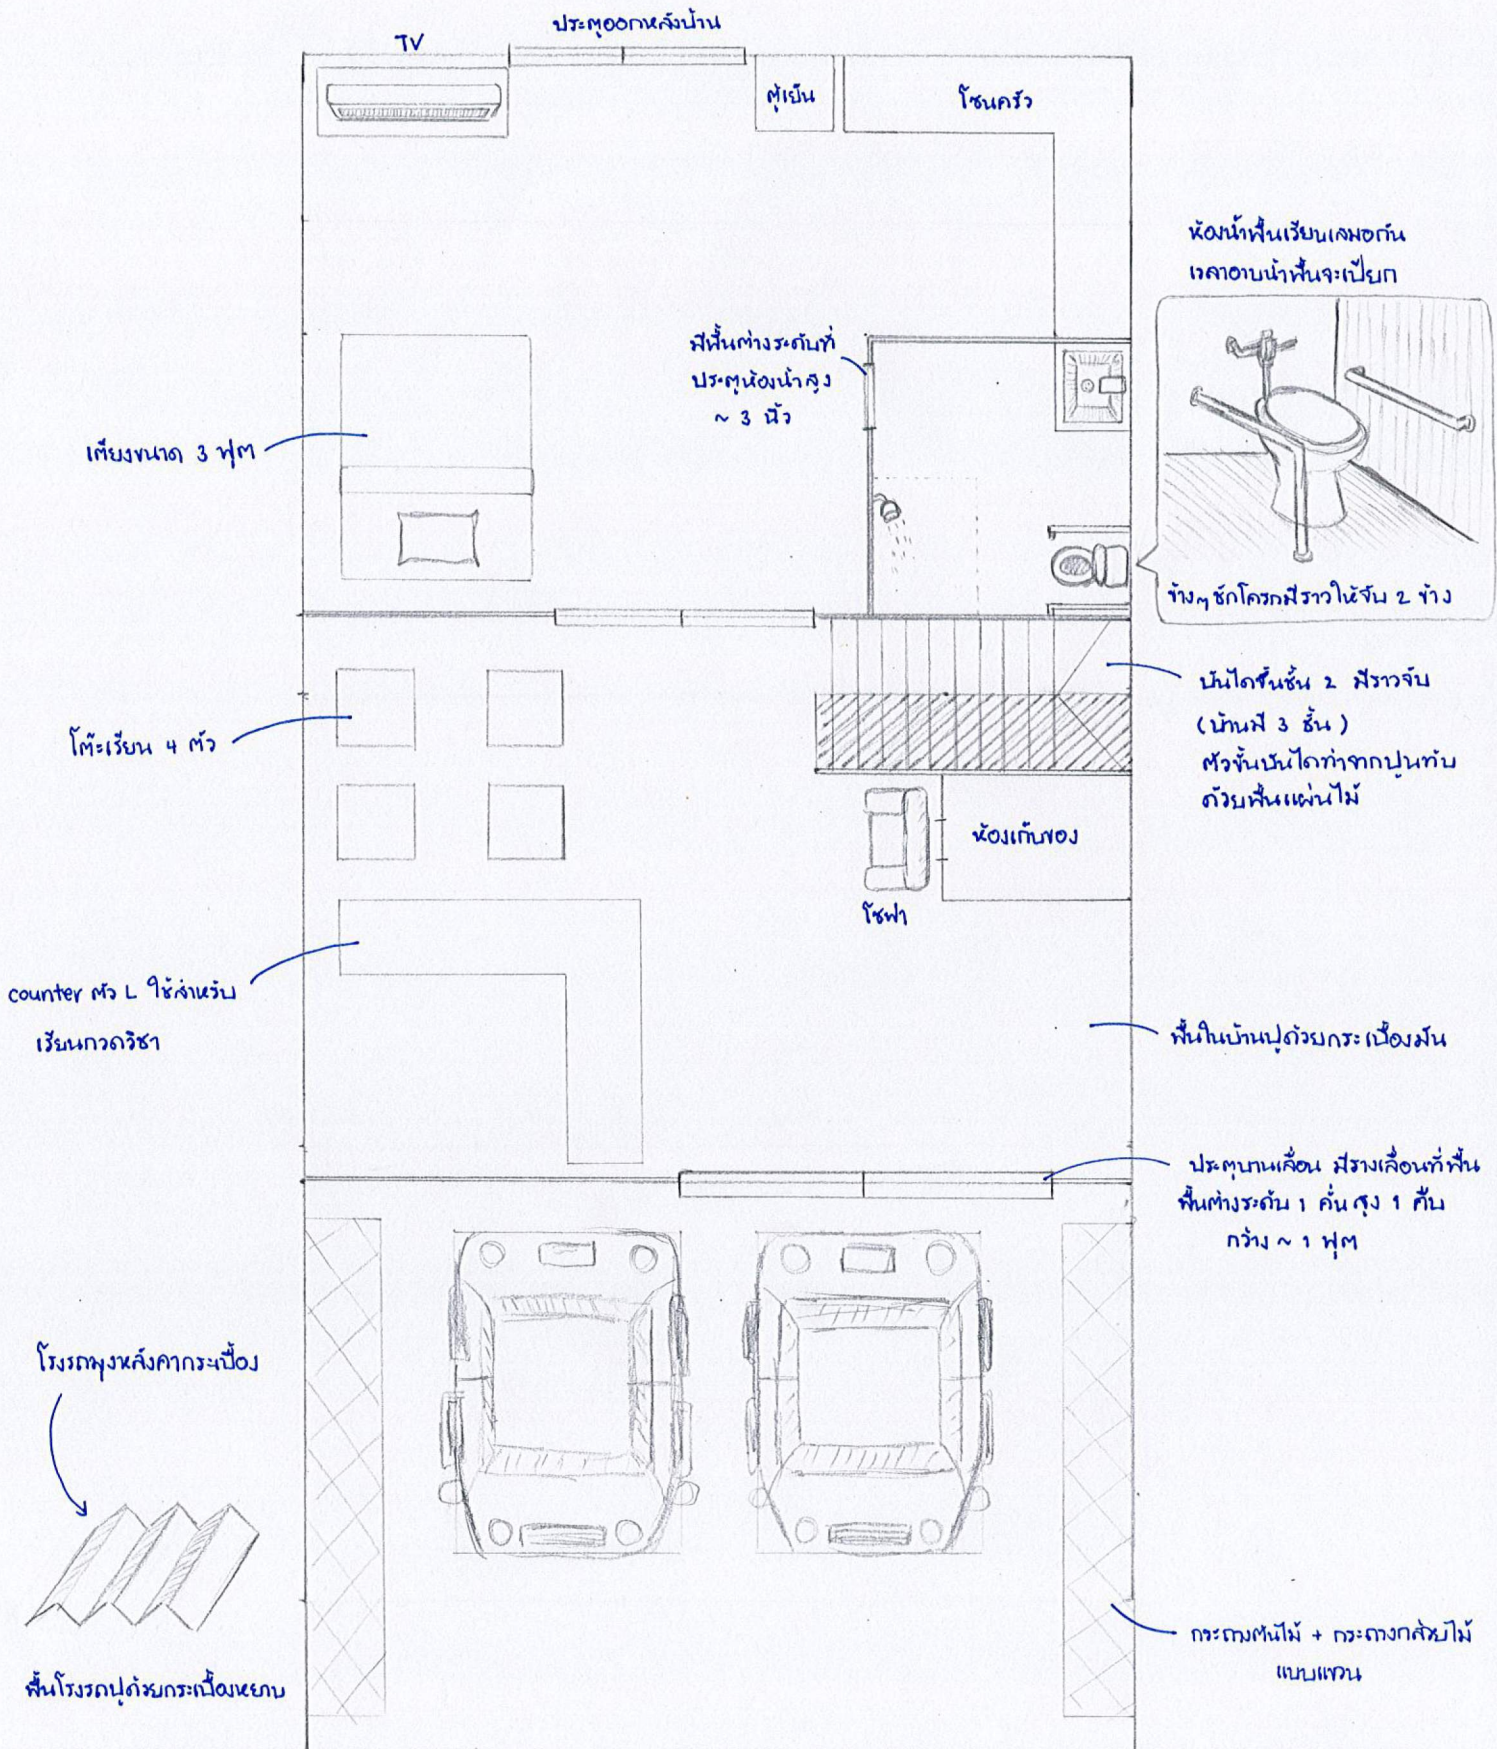 TV
ประตูออกหลังบ้าน
ตู้เย็น
โซนครัว
ห้องน้ำพื้นเรียบเสมอกัน
เวลาอาบน้ำพื้นจะเปียก
มีพื้นต่างระดับที่
ประตูห้องน้ำสูง
~ 3 นิ้ว
เตียงขนาด 3 ฟุต
ข้างๆชักโครกมีราวให้จับ 2 ข้าง
บันไดขึ้นชั้น 2 มีราวจับ
(บ้านมี 3 ชั้น)
ตัวขั้นบันไดทำจากปูนทับ
ด้วยพื้นแผ่นไม้
โต๊ะเรียน 4 ตัว
ห้องเก็บของ
โซฟา
counter ตัว L ใช้สำหรับ
เรียนกวดวิชา
พื้นในบ้านปูด้วยกระเบื้องมัน
ประตูบานเลื่อน มีรางเลื่อนที่พื้น
พื้นต่างระดับ 1 คั่น สูง 1 คืบ
กว้าง ~ 1 ฟุต
โรงรถมุงหลังคากระเบื้อง
พื้นโรงรถปูด้วยกระเบื้องหยาบ
กระถางต้นไม้ + กระถางกล้วยไม้
แบบแขวน